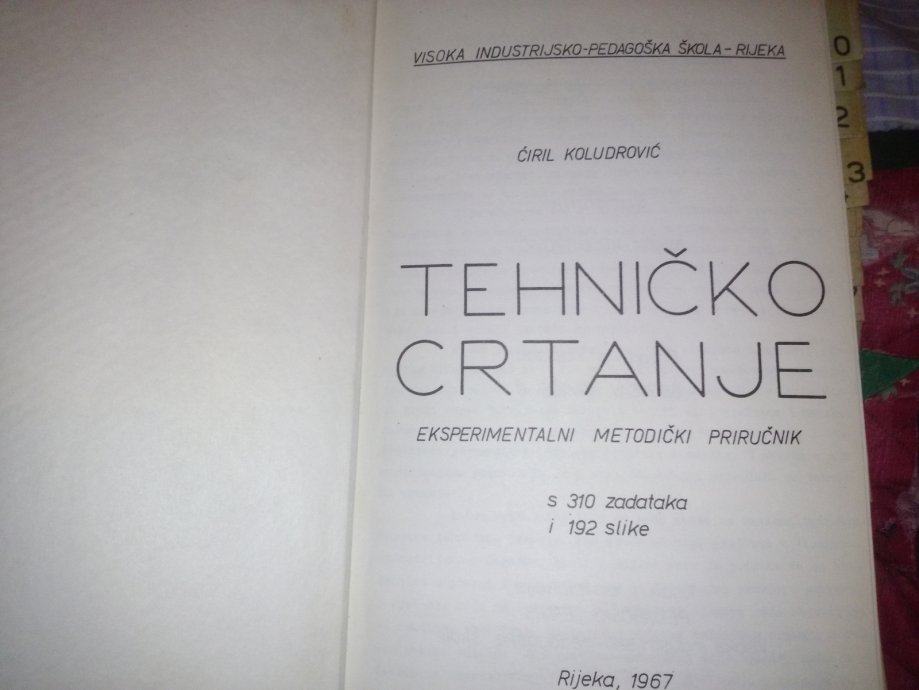 VISOKA INDUSTRIJSKO-PEDAGOŠKA ŠKOLA – RIJEKA
ĆIRIL KOLUDROVIĆ
TEHNIČKO
CRTANJE
EKSPERIMENTALNI METODIČKI PRIRUČNIK
s 310 zadataka
i 192 slike
Rijeka, 1967
0
1
2
3